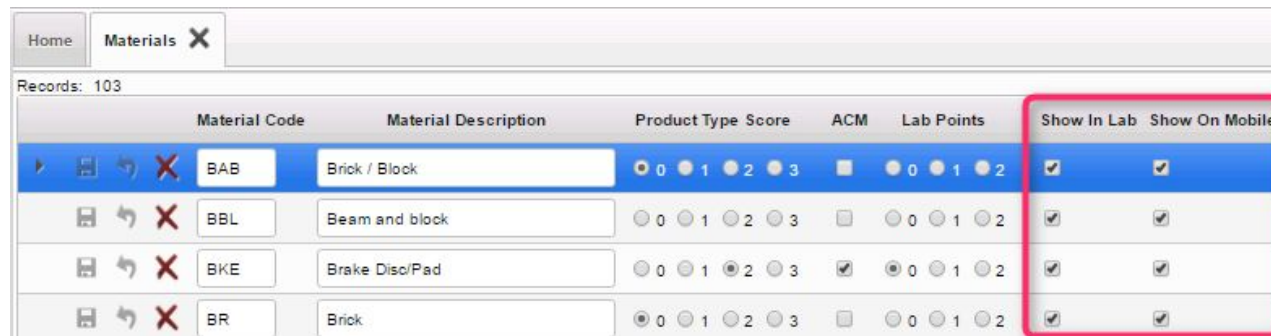 Home Materials
Records: 103
Material Code Material Description Product Type Score ACM Lab Points Show In Lab Show On Mobile
BAB Brick / Block 0 1 2 3 0 1 2
BBL Beam and block 0 1 2 3 0 1 2
BKE Brake Disc/Pad 0 1 2 3 0 1 2
BR Brick 0 1 2 3 0 1 2